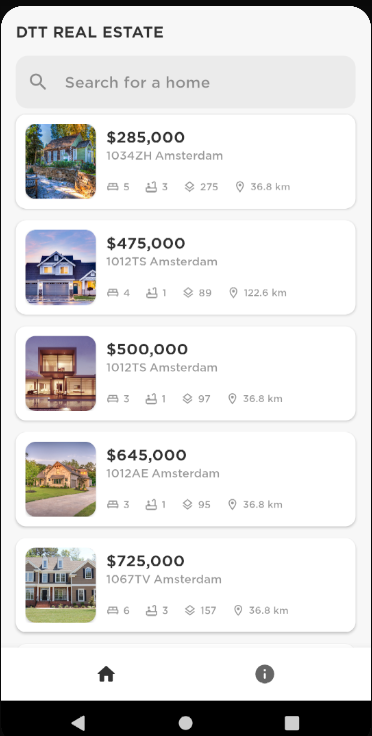 DTT REAL ESTATE
Search for a home
$285,000
1034ZH Amsterdam
5 3 275 36.8 km
$475,000
1012TS Amsterdam
4 1 89 122.6 km
$500,000
1012TS Amsterdam
3 1 97 36.8 km
$645,000
1012AE Amsterdam
3 1 95 36.8 km
$725,000
1067TV Amsterdam
6 3 157 36.8 km